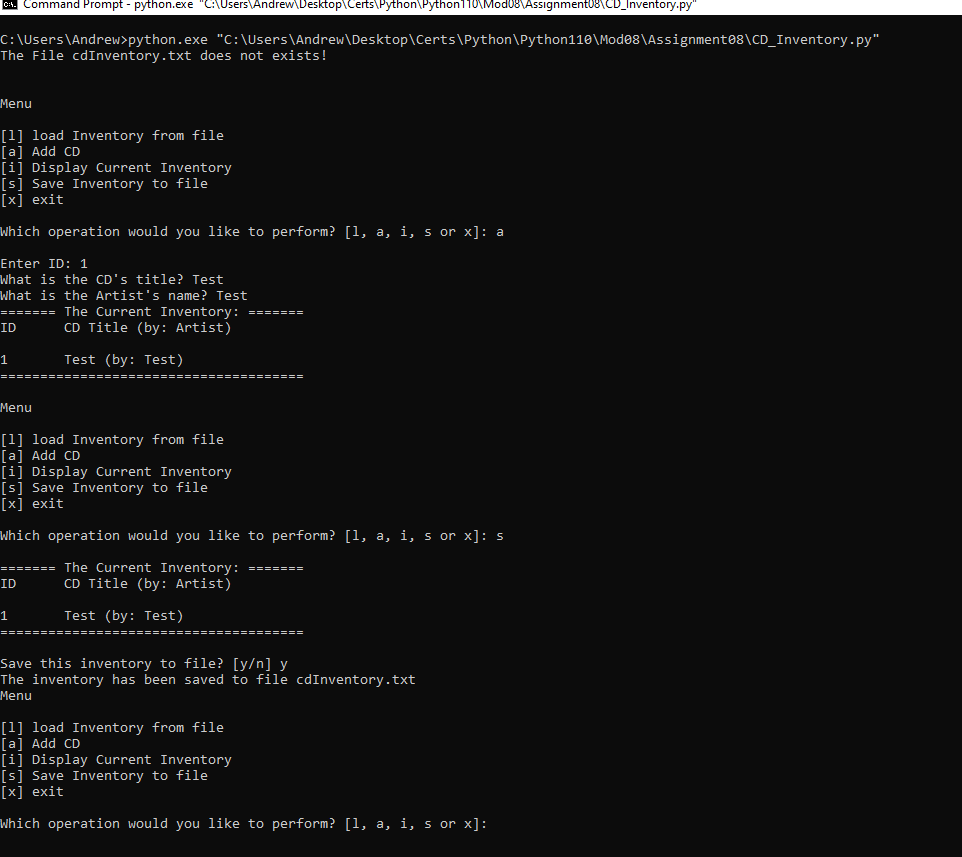 Command Prompt - python.exe "C:\Users\Andrew\Desktop\Certs\Python\Python110\Mod08\Assignment08\CD_Inventory.py"
C:\Users\Andrew>python.exe "C:\Users\Andrew\Desktop\Certs\Python\Python110\Mod08\Assignment08\CD_Inventory.py"
The File cdInventory.txt does not exists!
Menu
[l] load Inventory from file
[a] Add CD
[i] Display Current Inventory
[s] Save Inventory to file
[x] exit
Which operation would you like to perform? [l, a, i, s or x]: a
Enter ID: 1
What is the CD's title? Test
What is the Artist's name? Test
======= The Current Inventory: =======
ID      CD Title (by: Artist)
1       Test (by: Test)
======================================
Menu
[l] load Inventory from file
[a] Add CD
[i] Display Current Inventory
[s] Save Inventory to file
[x] exit
Which operation would you like to perform? [l, a, i, s or x]: s
======= The Current Inventory: =======
ID      CD Title (by: Artist)
1       Test (by: Test)
======================================
Save this inventory to file? [y/n] y
The inventory has been saved to file cdInventory.txt
Menu
[l] load Inventory from file
[a] Add CD
[i] Display Current Inventory
[s] Save Inventory to file
[x] exit
Which operation would you like to perform? [l, a, i, s or x]: